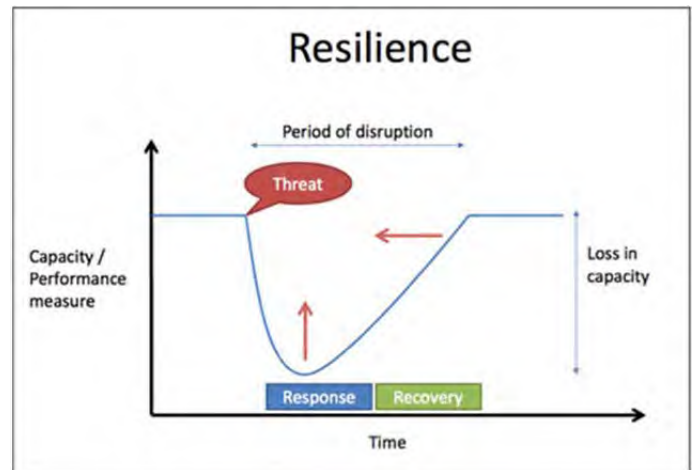 Resilience
Period of disruption
Threat
Capacity /
Performance
measure
Loss in
capacity
Response
Recovery
Time